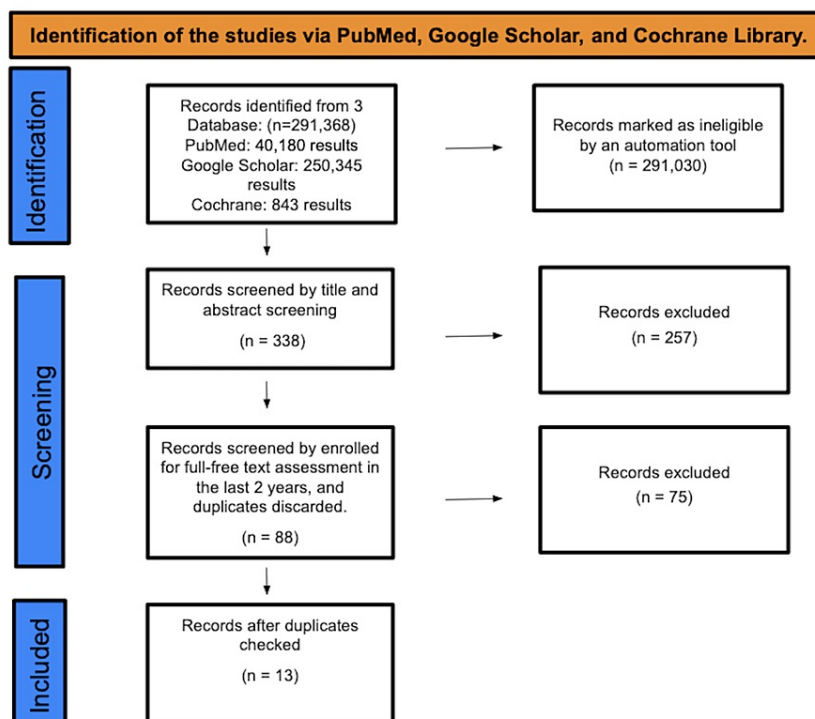 Identification of the studies via PubMed, Google Scholar, and Cochrane Library.
Identification
Records identified from 3
Database: (n=291,368)
PubMed: 40,180 results
Google Scholar: 250,345
results
Cochrane: 843 results
Records marked as ineligible
by an automation tool
(n = 291,030)
Screening
Records screened by title and
abstract screening
(n = 338)
Records excluded
(n = 257)
Records screened by enrolled
for full-free text assessment in
the last 2 years, and
duplicates discarded.
(n = 88)
Records excluded
(n = 75)
Included
Records after duplicates
checked
(n = 13)